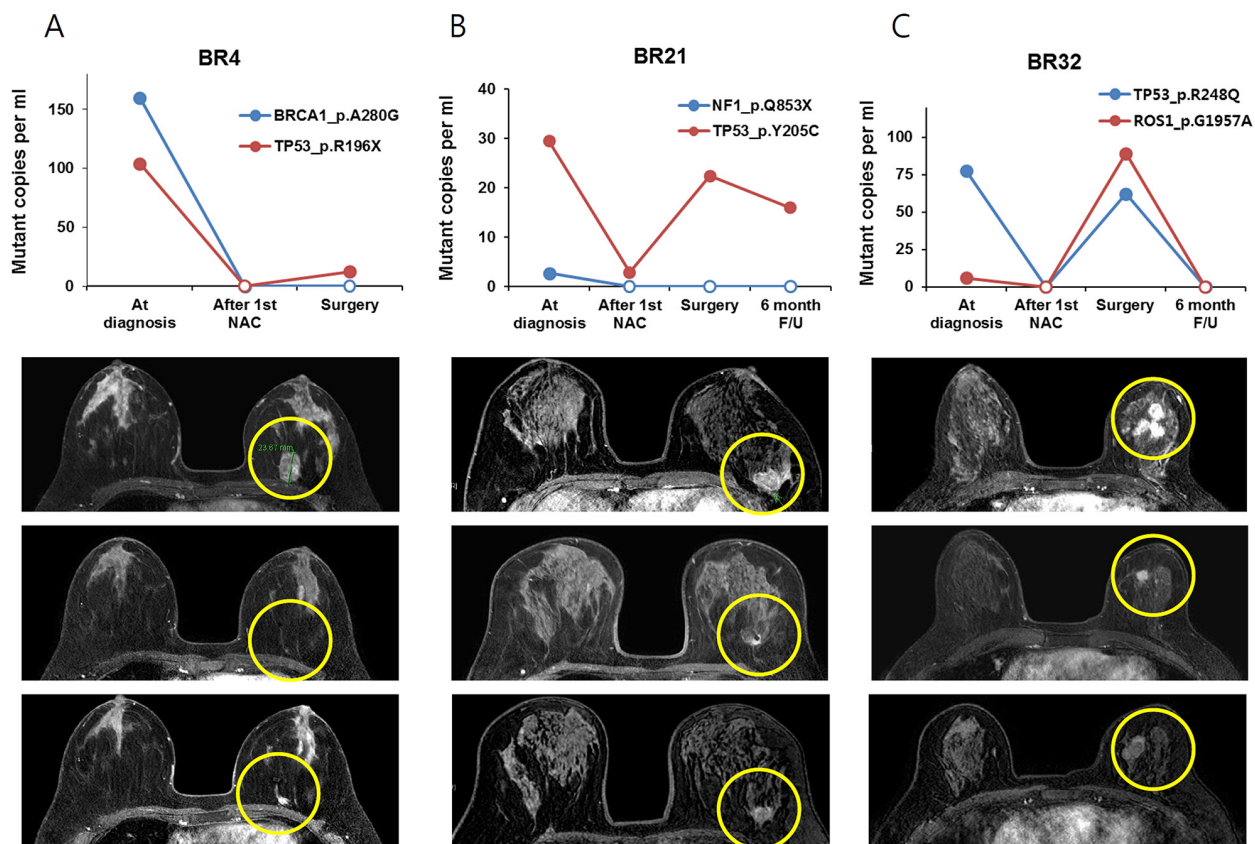 A
BR4
Mutant copies per ml
150
100
50
0
BRCA1_p.A280G
TP53_p.R196X
At
diagnosis
After 1st
NAC
Surgery
B
BR21
Mutant copies per ml
40
30
20
10
0
NF1_p.Q853X
TP53_p.Y205C
At
diagnosis
After 1st
NAC
Surgery
6 month
F/U
C
BR32
Mutant copies per ml
100
75
50
25
0
TP53_p.R248Q
ROS1_p.G1957A
At
diagnosis
After 1st
NAC
Surgery
6 month
F/U
23.67 mm